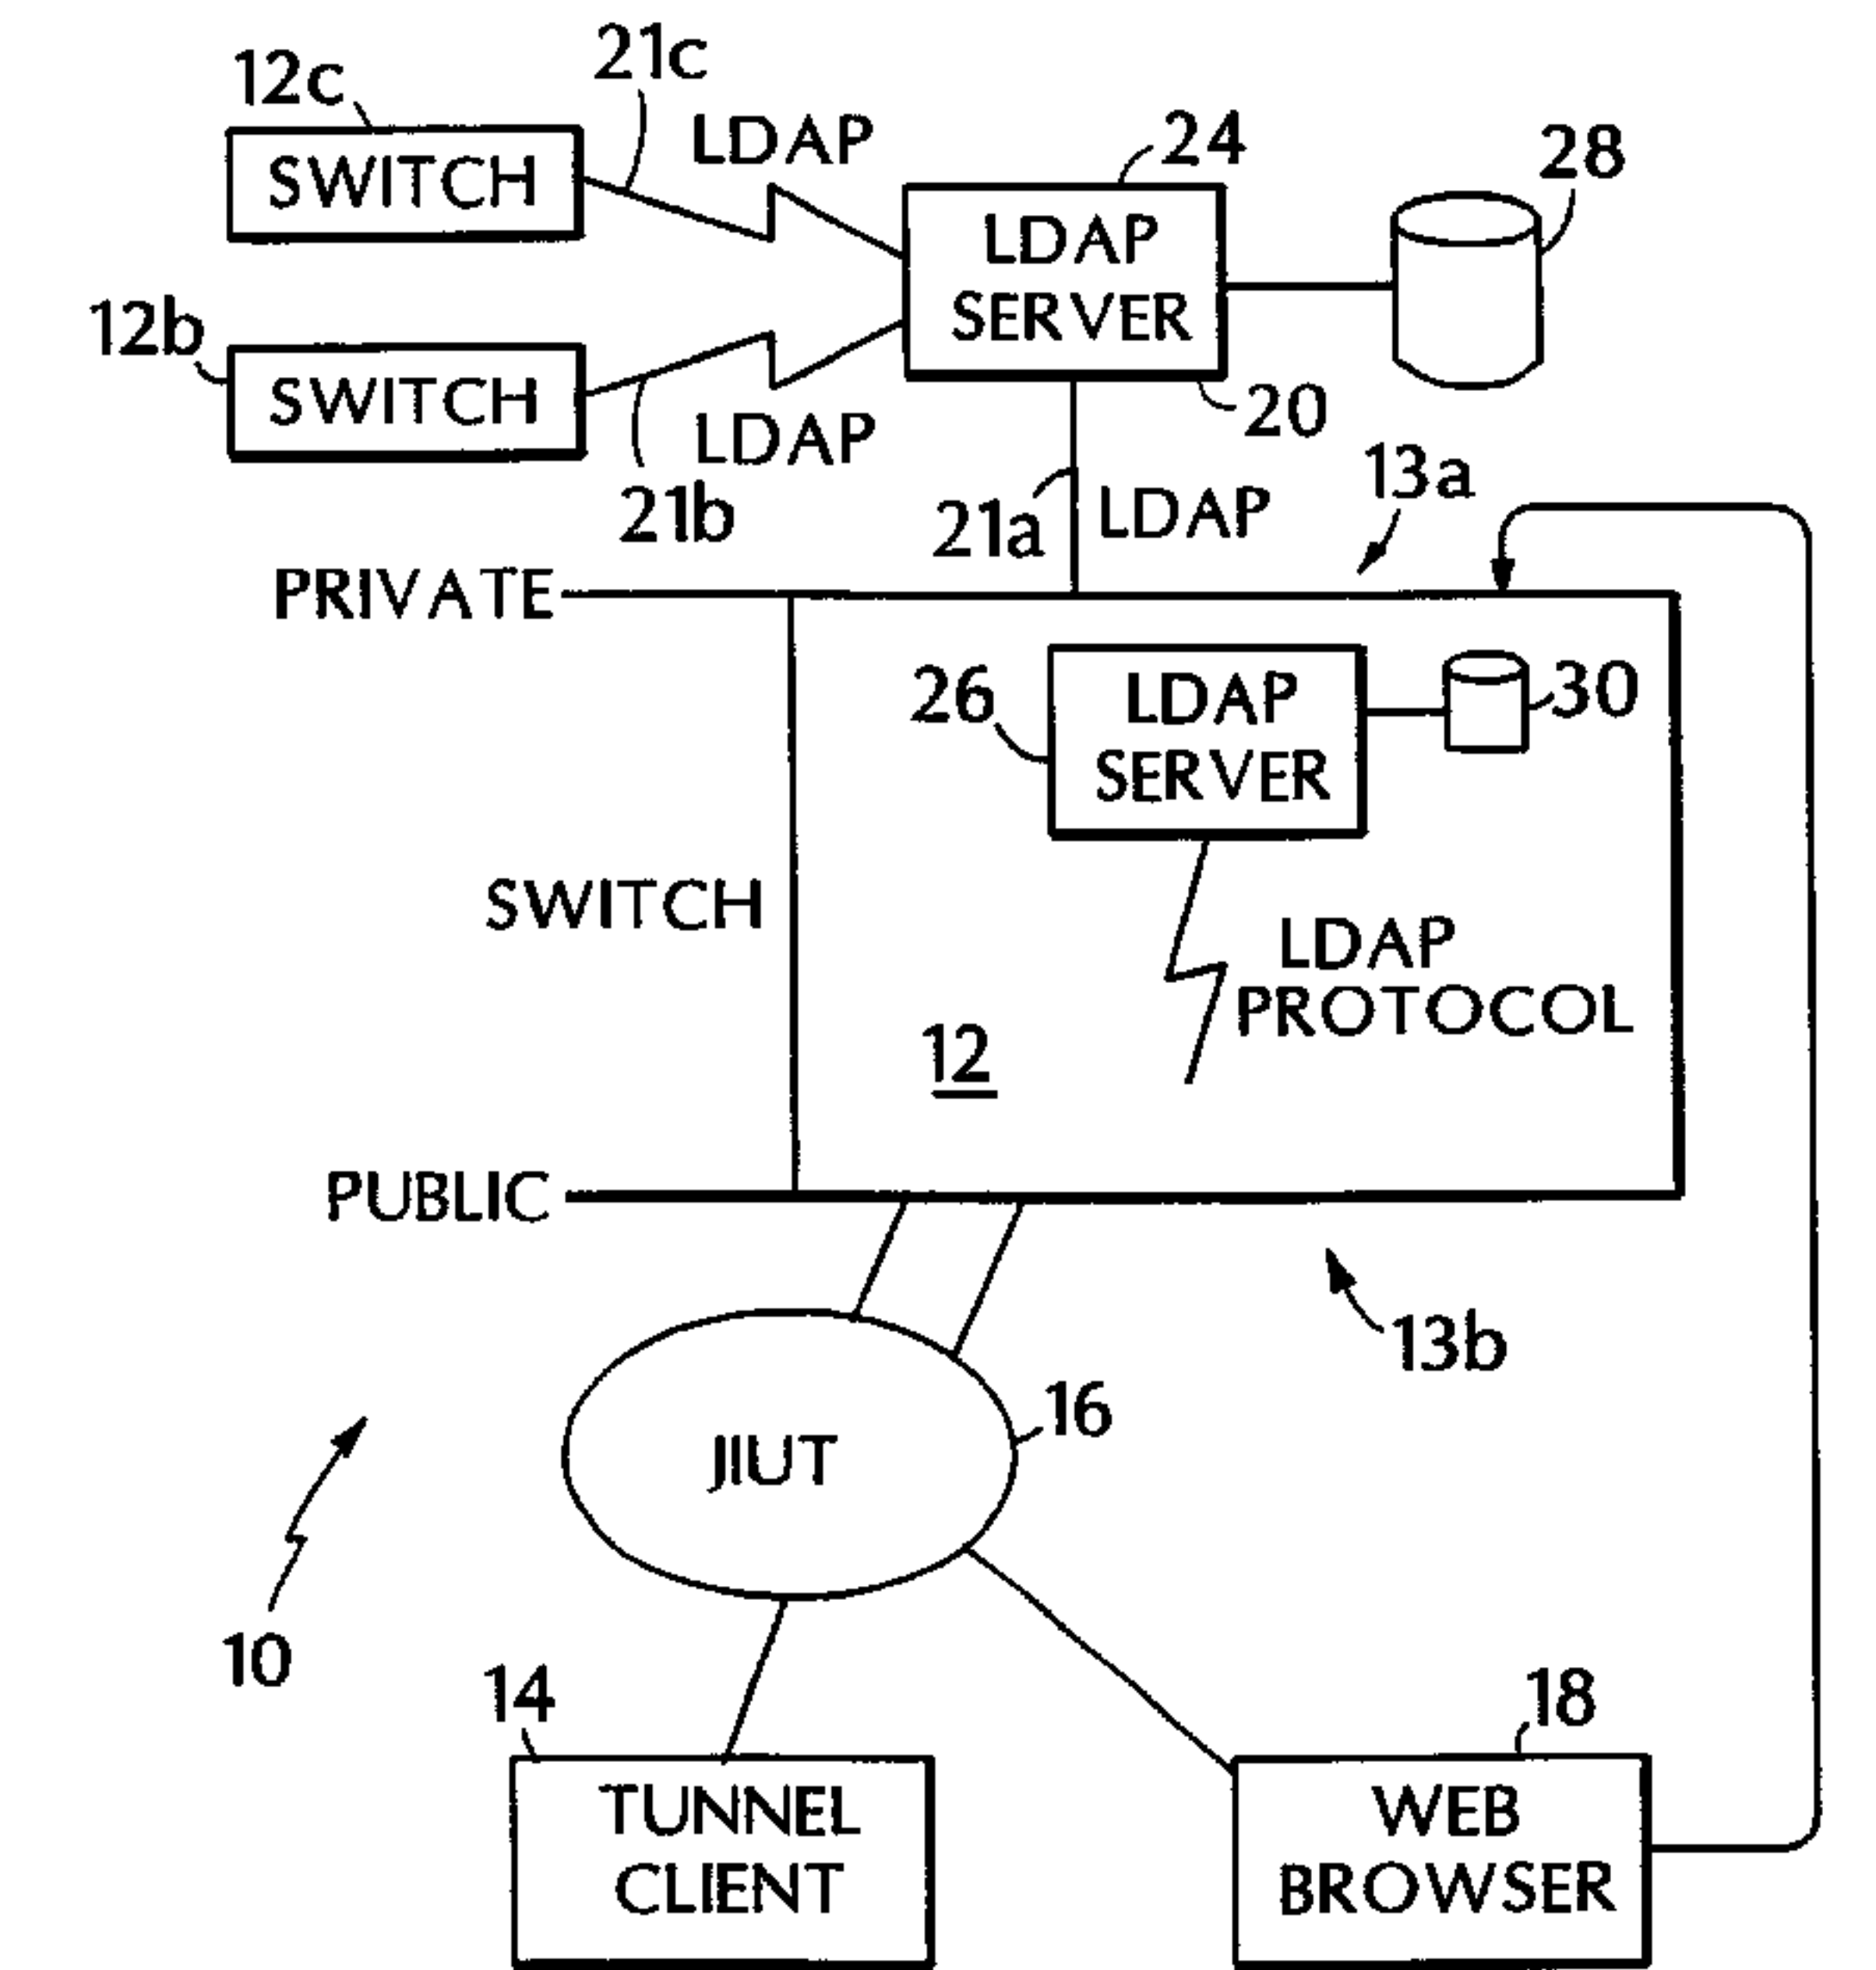 12c
21c
LDAP
24
28
SWITCH
LDAP
SERVER
12b
SWITCH
LDAP
20
21b
21a
LDAP
13a
PRIVATE
26
LDAP
SERVER
30
SWITCH
LDAP
PROTOCOL
12
PUBLIC
13b
16
JIUT
10
14
18
TUNNEL
CLIENT
WEB
BROWSER